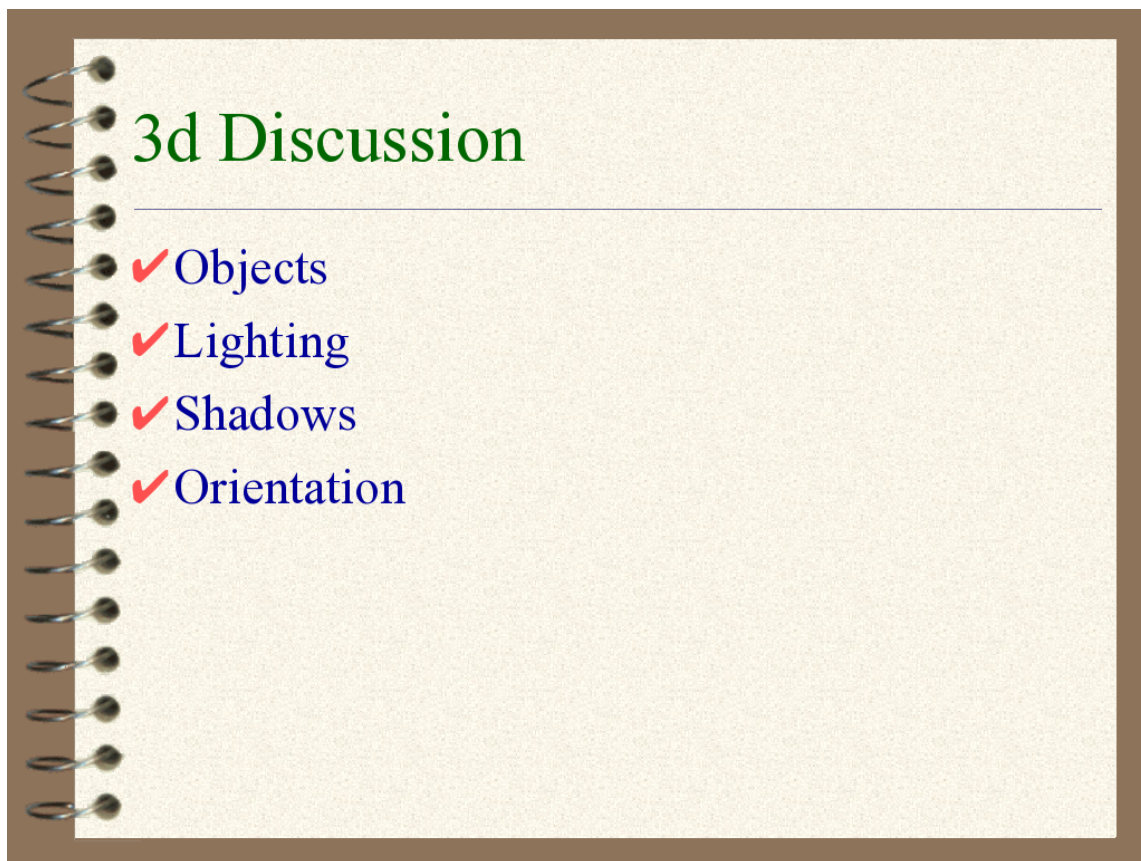 3d Discussion
✔Objects
✔Lighting
✔Shadows
✔Orientation